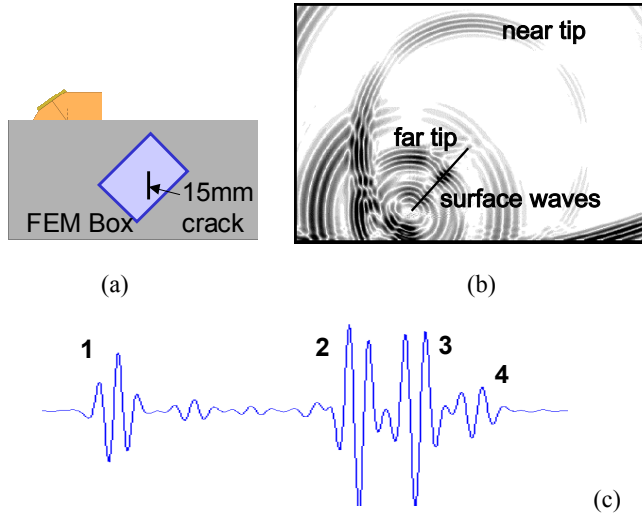 near tip
far tip
surface waves
15mm
FEM Box
crack
(a)
(b)
1
2
3
4
(c)